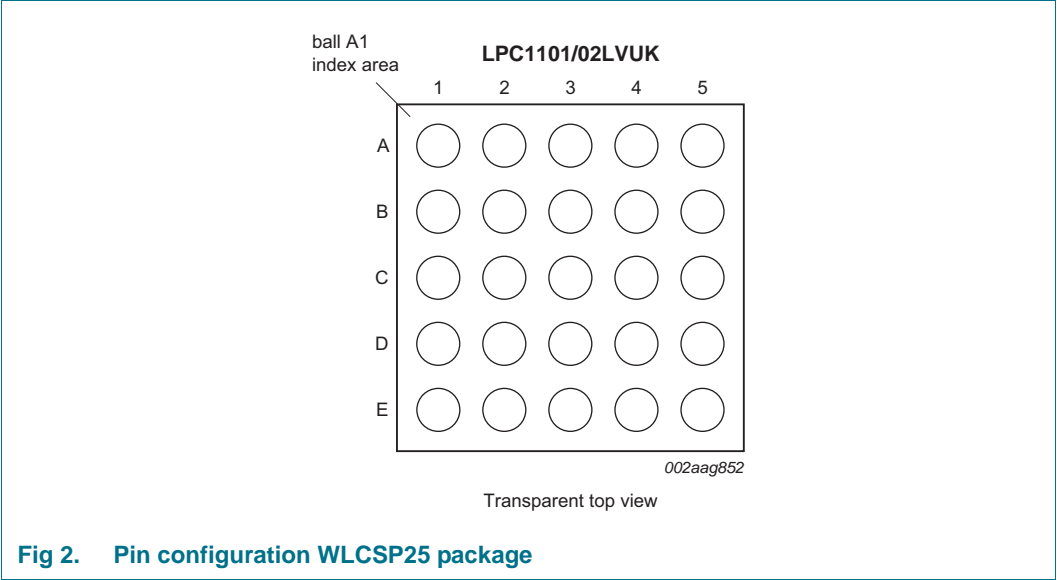 ball A1
index area
LPC1101/02LVUK
1 2 3 4 5
A
B
C
D
E
002aag852
Transparent top view
Fig 2. Pin configuration WLCSP25 package